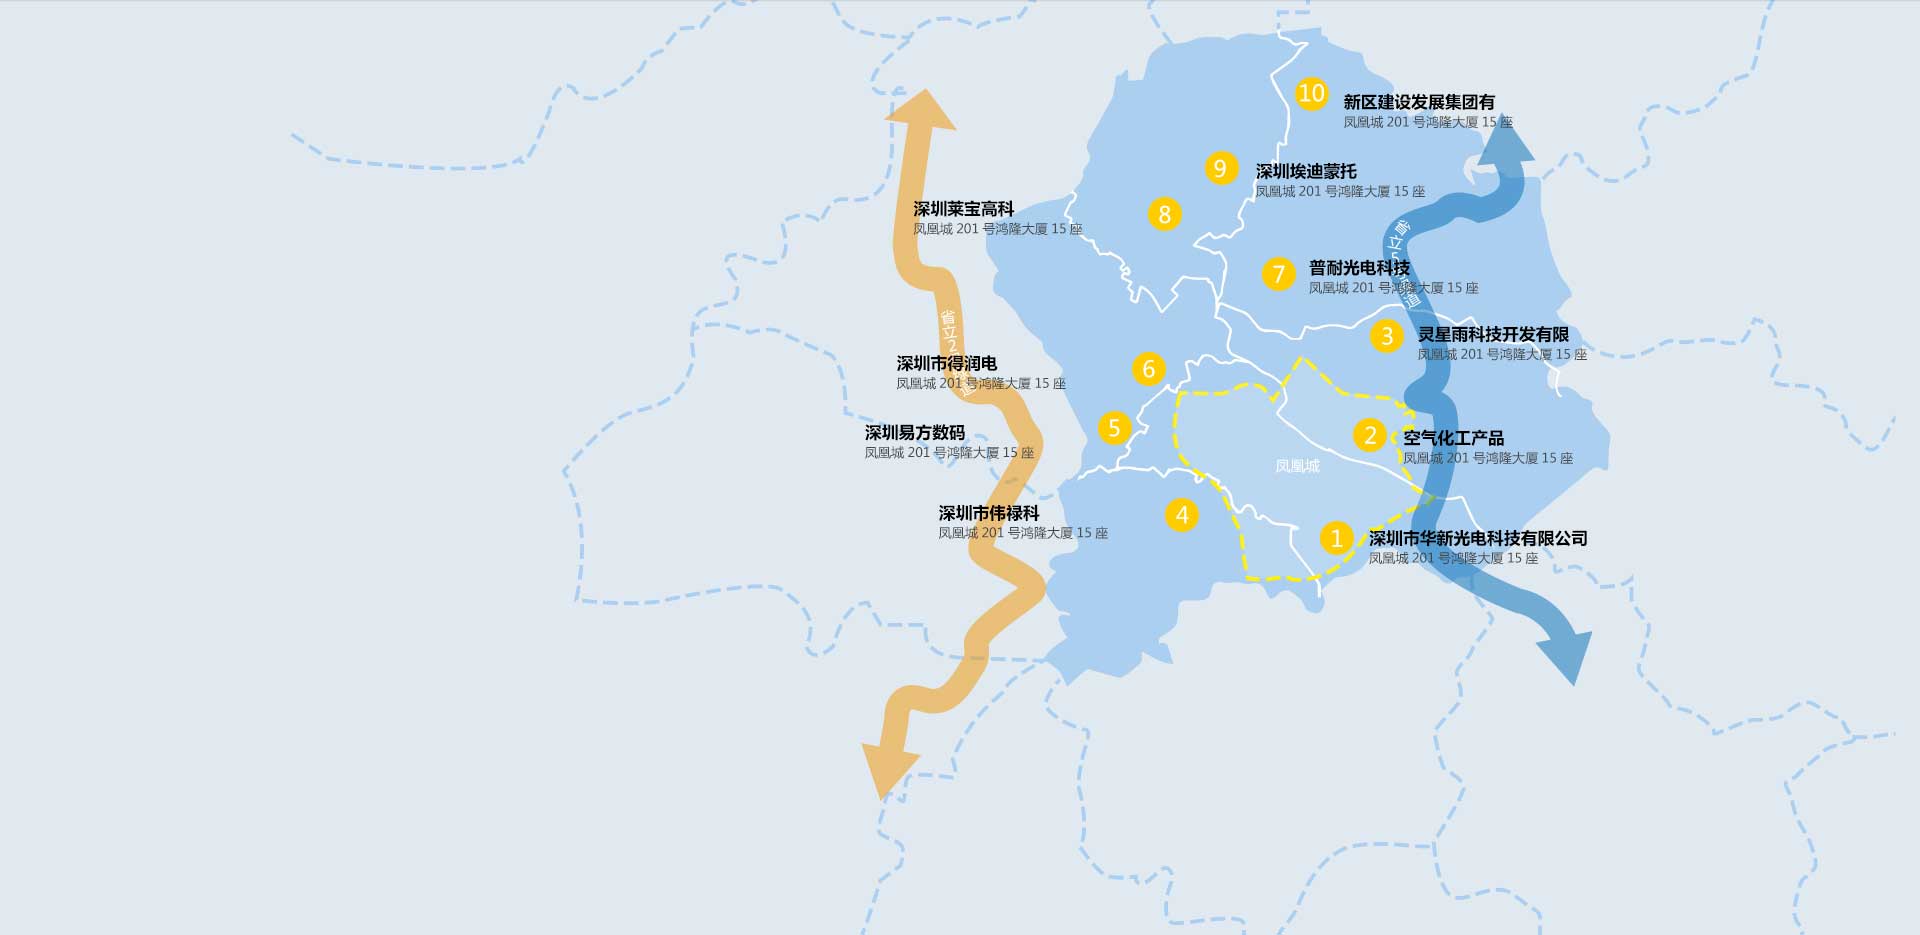 10
新区建设发展集团有
凤凰城 201 号鸿隆大厦 15 座
9
深圳埃迪蒙托
凤凰城 201 号鸿隆大厦 15 座
8
深圳莱宝高科
凤凰城 201 号鸿隆大厦 15 座
7
普耐光电科技
凤凰城 201 号鸿隆大厦 15 座
3
灵星雨科技开发有限
凤凰城 201 号鸿隆大厦 15 座
6
深圳市得润电
凤凰城 201 号鸿隆大厦 15 座
5
深圳易方数码
凤凰城 201 号鸿隆大厦 15 座
2
空气化工产品
凤凰城 201 号鸿隆大厦 15 座
凤凰城
4
深圳市伟禄科
凤凰城 201 号鸿隆大厦 15 座
1
深圳市华新光电科技有限公司
凤凰城 201 号鸿隆大厦 15 座
省立2
省立5
道